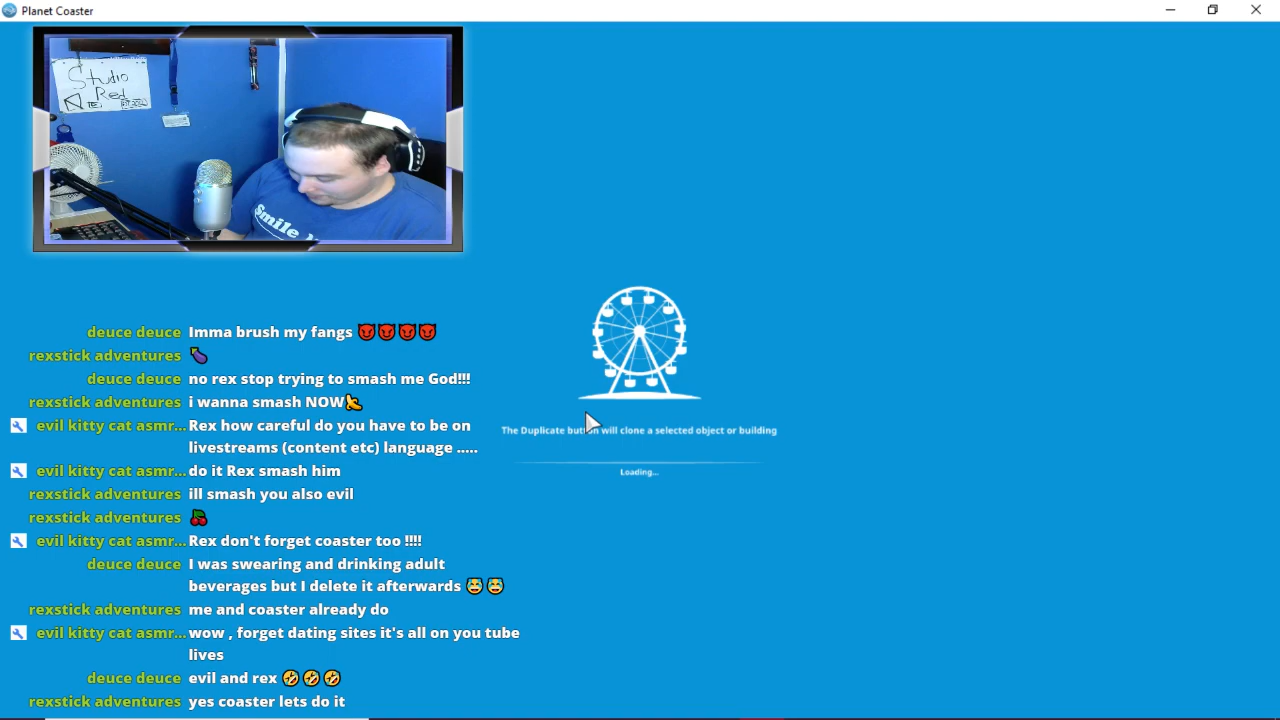 Planet Coaster
Studio
Red
Smile
deuce deuce Imma brush my fangs 😈😈😈😈
rexstick adventures 🍆
deuce deuce no rex stop trying to smash me God!!!
rexstick adventures i wanna smash NOW🍌
evil kitty cat asmr... Rex how careful do you have to be on
livestreams (content etc) language .....
evil kitty cat asmr... do it Rex smash him
rexstick adventures ill smash you also evil
rexstick adventures 🍒
evil kitty cat asmr... Rex don't forget coaster too !!!!
deuce deuce I was swearing and drinking adult
beverages but I delete it afterwards 😅😅
rexstick adventures me and coaster already do
evil kitty cat asmr... wow , forget dating sites it's all on you tube
lives
deuce deuce evil and rex 🤣🤣🤣
rexstick adventures yes coaster lets do it
The Duplicate button will clone a selected object or building
Loading...